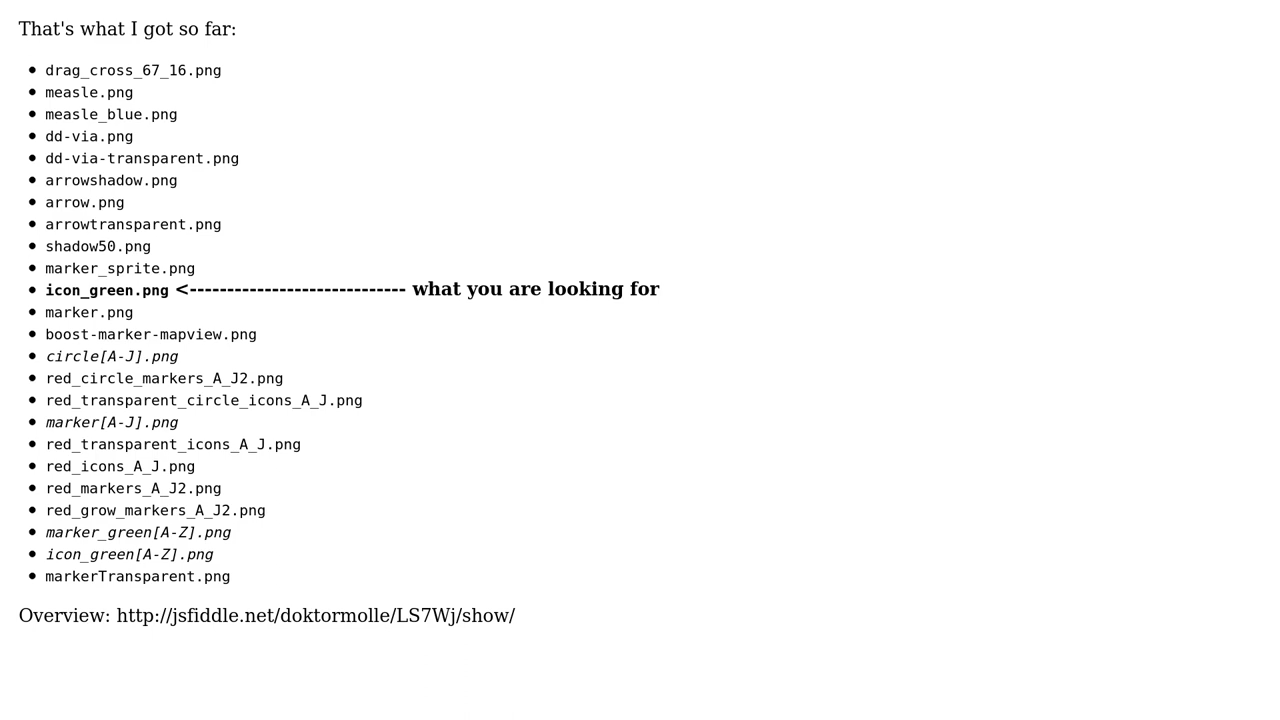 That's what I got so far:
drag_cross_67_16.png
measle.png
measle_blue.png
dd-via.png
dd-via-transparent.png
arrowshadow.png
arrow.png
arrowtransparent.png
shadow50.png
marker_sprite.png
icon_green.png <----------------------------- what you are looking for
marker.png
boost-marker-mapview.png
circle[A-J].png
red_circle_markers_A_J2.png
red_transparent_circle_icons_A_J.png
marker[A-J].png
red_transparent_icons_A_J.png
red_icons_A_J.png
red_markers_A_J2.png
red_grow_markers_A_J2.png
marker_green[A-Z].png
icon_green[A-Z].png
markerTransparent.png
Overview: http://jsfiddle.net/doktormolle/LS7Wj/show/